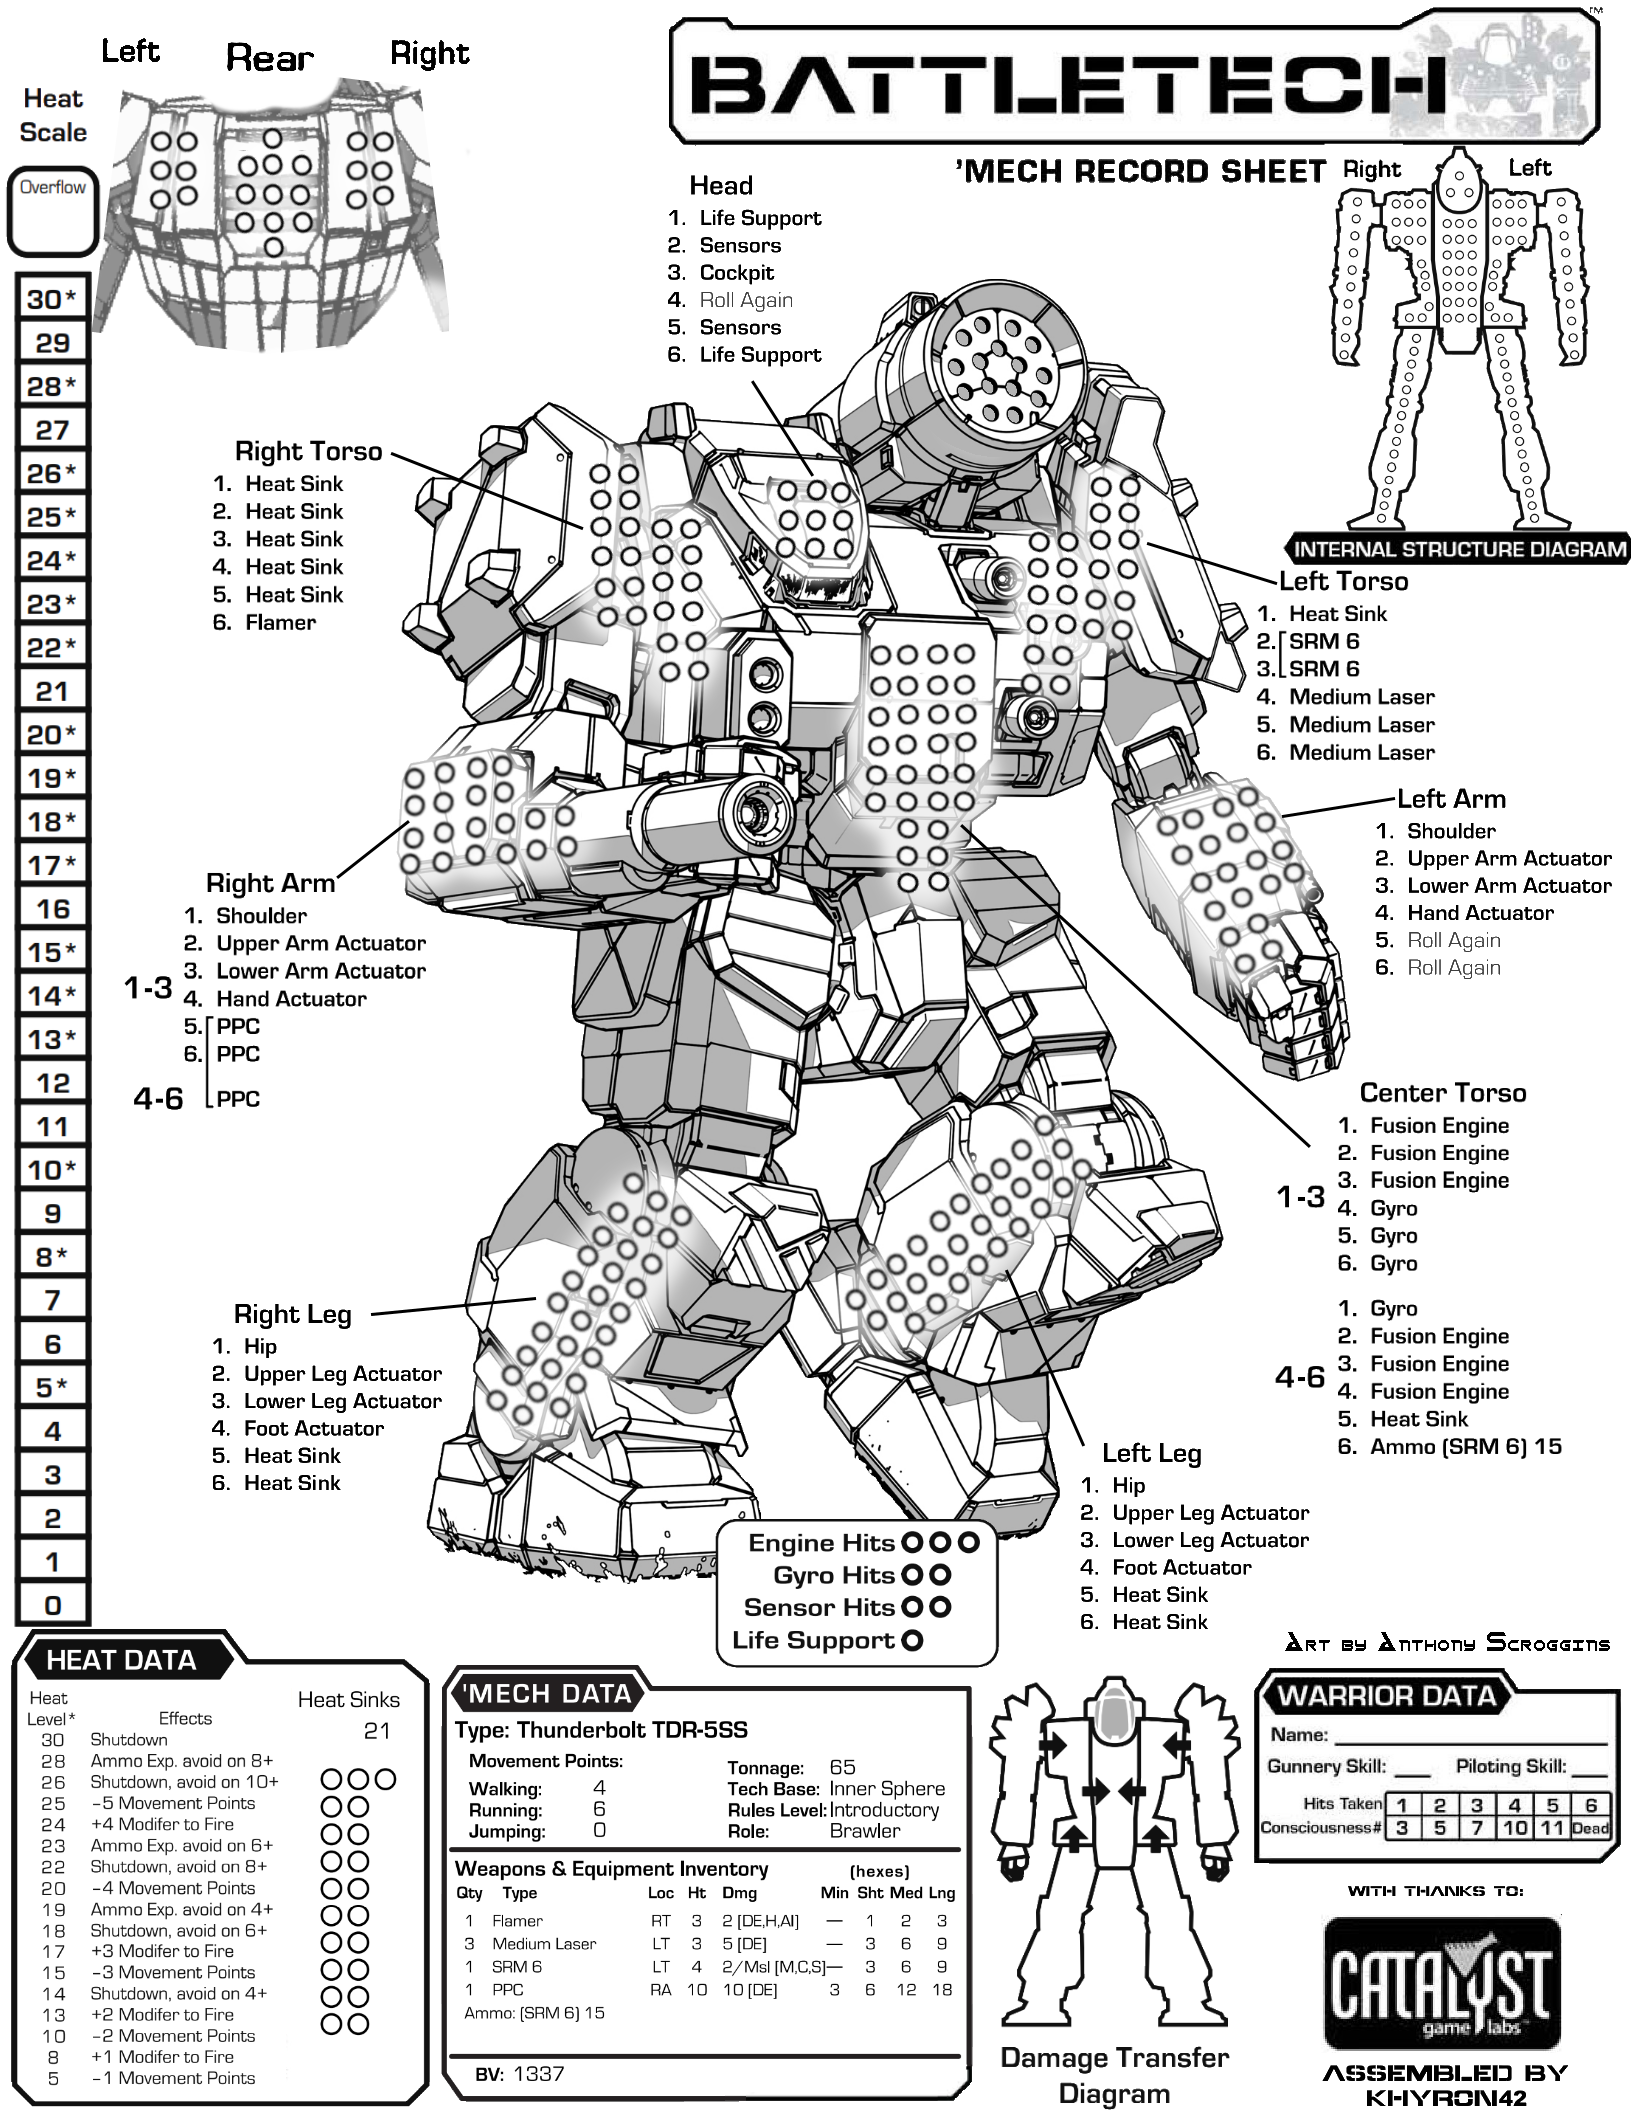 Left Rear Right
Heat
Scale
Overflow
30*
29
28*
27
26*
25*
24*
23*
22*
21
20*
19*
18*
17*
16
15*
14*
13*
12
11
10*
9
8*
7
6
5*
4
3
2
1
0
BATTLETECH™
'MECH RECORD SHEET
Right Left
INTERNAL STRUCTURE DIAGRAM
Head
1. Life Support
2. Sensors
3. Cockpit
4. Roll Again
5. Sensors
6. Life Support
Right Torso
1. Heat Sink
2. Heat Sink
3. Heat Sink
4. Heat Sink
5. Heat Sink
6. Flamer
Left Torso
1. Heat Sink
2. SRM 6
3. SRM 6
4. Medium Laser
5. Medium Laser
6. Medium Laser
Left Arm
1. Shoulder
2. Upper Arm Actuator
3. Lower Arm Actuator
4. Hand Actuator
5. Roll Again
6. Roll Again
Right Arm
1. Shoulder
2. Upper Arm Actuator
3. Lower Arm Actuator
1-3 4. Hand Actuator
5. PPC
6. PPC
4-6 PPC
Center Torso
1. Fusion Engine
2. Fusion Engine
3. Fusion Engine
1-3 4. Gyro
5. Gyro
6. Gyro
1. Gyro
2. Fusion Engine
3. Fusion Engine
4-6 4. Fusion Engine
5. Heat Sink
6. Ammo (SRM 6) 15
Right Leg
1. Hip
2. Upper Leg Actuator
3. Lower Leg Actuator
4. Foot Actuator
5. Heat Sink
6. Heat Sink
Left Leg
1. Hip
2. Upper Leg Actuator
3. Lower Leg Actuator
4. Foot Actuator
5. Heat Sink
6. Heat Sink
Engine Hits
Gyro Hits
Sensor Hits
Life Support
Art by Anthony Scroggins
HEAT DATA
Heat
Level* Effects Heat Sinks
21
30 Shutdown
28 Ammo Exp. avoid on 8+
26 Shutdown, avoid on 10+
25 -5 Movement Points
24 +4 Modifer to Fire
23 Ammo Exp. avoid on 6+
22 Shutdown, avoid on 8+
20 -4 Movement Points
19 Ammo Exp. avoid on 4+
18 Shutdown, avoid on 6+
17 +3 Modifer to Fire
15 -3 Movement Points
14 Shutdown, avoid on 4+
13 +2 Modifer to Fire
10 -2 Movement Points
8 +1 Modifer to Fire
5 -1 Movement Points
'MECH DATA
Type: Thunderbolt TDR-5SS
Movement Points:
Walking: 4
Running: 6
Jumping: 0
Tonnage: 65
Tech Base: Inner Sphere
Rules Level: Introductory
Role: Brawler
Weapons & Equipment Inventory (hexes)
Qty Type Loc Ht Dmg Min Sht Med Lng
1 Flamer RT 3 2 [DE,H,AI] — 1 2 3
3 Medium Laser LT 3 5 [DE] — 3 6 9
1 SRM 6 LT 4 2/Msl [M,C,S] — 3 6 9
1 PPC RA 10 10 [DE] 3 6 12 18
Ammo: (SRM 6) 15
BV: 1337
Damage Transfer
Diagram
WARRIOR DATA
Name:
Gunnery Skill: Piloting Skill:
Hits Taken 1 2 3 4 5 6
Consciousness# 3 5 7 10 11 Dead
WITH THANKS TO:
CATALYST
game labs™
ASSEMBLED BY
KHYRON42